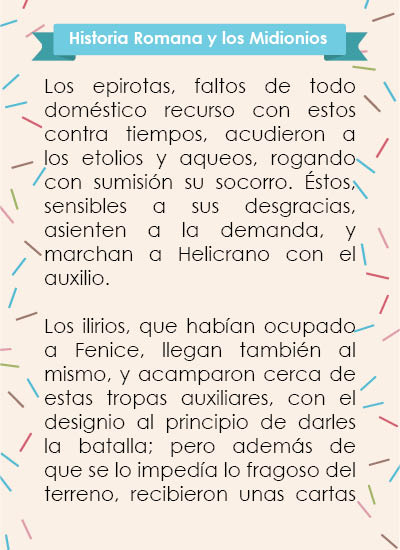 Historia Romana y los Midionios
Los epirotas, faltos de todo
doméstico recurso con estos
contra tiempos, acudieron a
los etolios y aqueos, rogando
con sumisión su socorro. Éstos,
sensibles a sus desgracias,
asienten a la demanda, y
marchan a Helicrano con el
auxilio.
Los ilirios, que habían ocupado
a Fenice, llegan también al
mismo, y acamparon cerca de
estas tropas auxiliares, con el
designio al principio de darles
la batalla; pero además de
que se lo impedía lo fragoso del
terreno, recibieron unas cartas